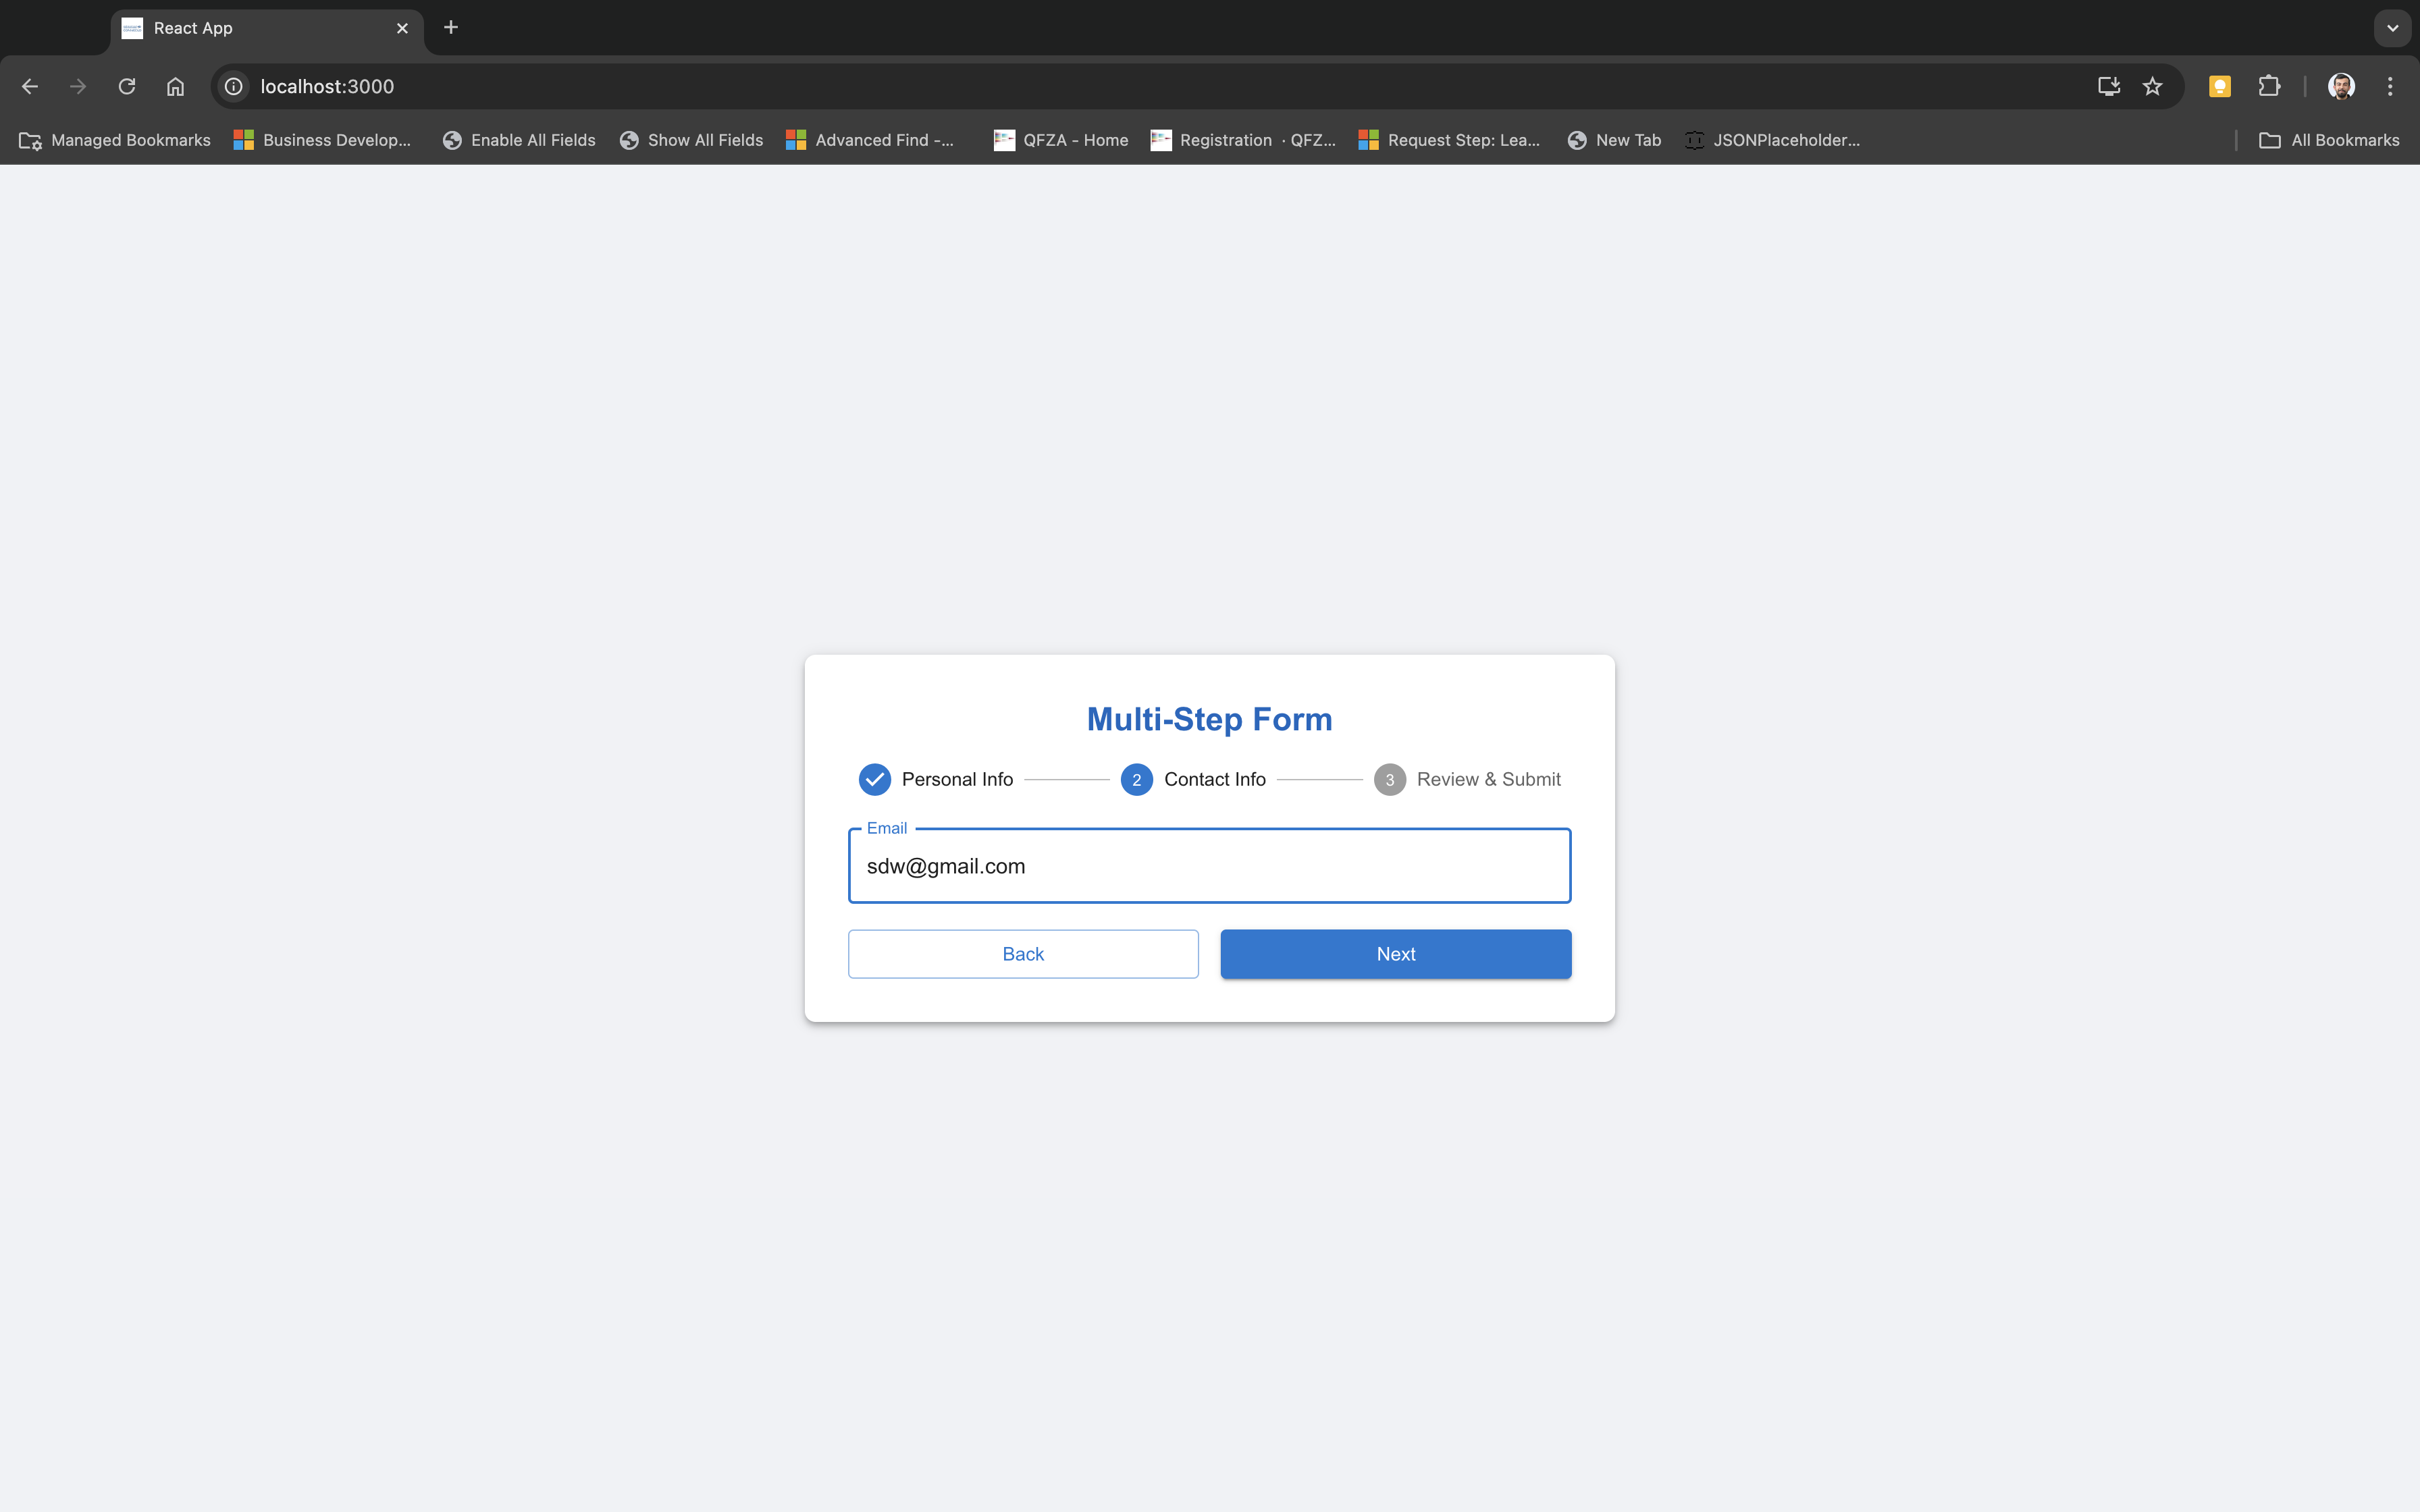 React App
localhost:3000
Managed Bookmarks Business Develop... Enable All Fields Show All Fields Advanced Find -... QFZA - Home Registration · QFZ... Request Step: Lea... New Tab JSONPlaceholder... All Bookmarks
Multi-Step Form
Personal Info 2 Contact Info 3 Review & Submit
Email
sdw@gmail.com
Back Next